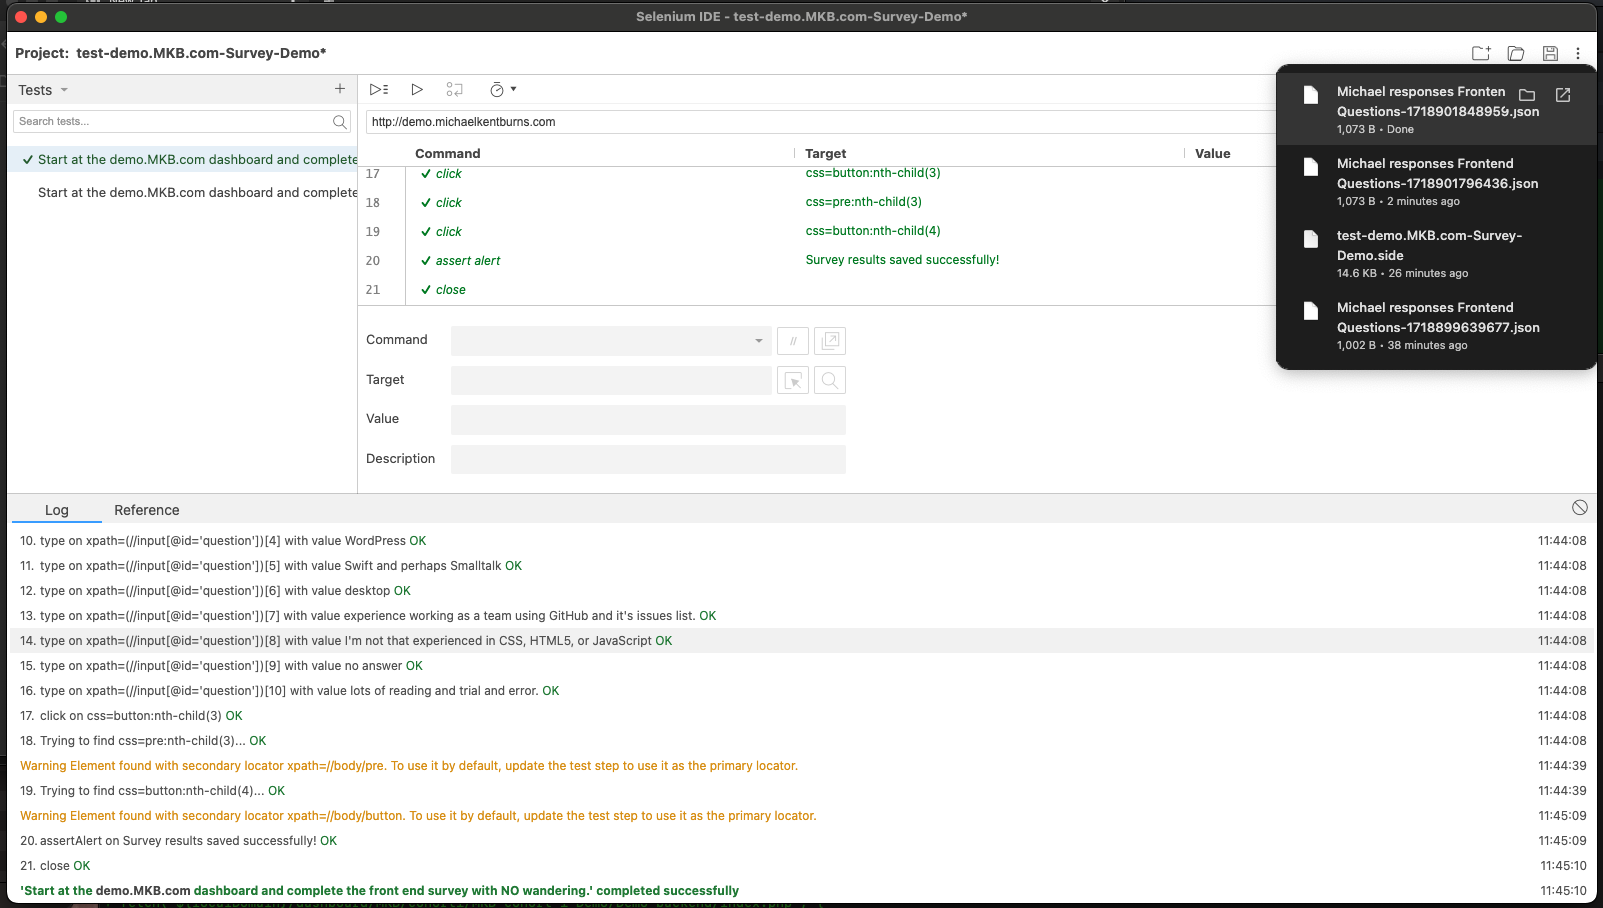 Selenium IDE - test-demo.MKB.com-Survey-Demo*
Project: test-demo.MKB.com-Survey-Demo*
Tests
Search tests...
Start at the demo.MKB.com dashboard and complete
Start at the demo.MKB.com dashboard and complete
http://demo.michaelkentburns.com
Command Target Value
17 click css=button:nth-child(3)
18 click css=pre:nth-child(3)
19 click css=button:nth-child(4)
20 assert alert Survey results saved successfully!
21 close
Command //
Target
Value
Description
Michael responses Fronten
Questions-1718901848959.json
1,073 B • Done
Michael responses Frontend
Questions-1718901796436.json
1,073 B • 2 minutes ago
test-demo.MKB.com-Survey-
Demo.side
14.6 KB • 26 minutes ago
Michael responses Frontend
Questions-1718899639677.json
1,002 B • 38 minutes ago
Log Reference
10. type on xpath=(//input[@id='question'])[4] with value WordPress OK 11:44:08
11. type on xpath=(//input[@id='question'])[5] with value Swift and perhaps Smalltalk OK 11:44:08
12. type on xpath=(//input[@id='question'])[6] with value desktop OK 11:44:08
13. type on xpath=(//input[@id='question'])[7] with value experience working as a team using GitHub and it's issues list. OK 11:44:08
14. type on xpath=(//input[@id='question'])[8] with value I'm not that experienced in CSS, HTML5, or JavaScript OK 11:44:08
15. type on xpath=(//input[@id='question'])[9] with value no answer OK 11:44:08
16. type on xpath=(//input[@id='question'])[10] with value lots of reading and trial and error. OK 11:44:08
17. click on css=button:nth-child(3) OK 11:44:08
18. Trying to find css=pre:nth-child(3)... OK 11:44:08
Warning Element found with secondary locator xpath=//body/pre. To use it by default, update the test step to use it as the primary locator. 11:44:39
19. Trying to find css=button:nth-child(4)... OK 11:44:39
Warning Element found with secondary locator xpath=//body/button. To use it by default, update the test step to use it as the primary locator. 11:45:09
20. assertAlert on Survey results saved successfully! OK 11:45:09
21. close OK 11:45:10
'Start at the demo.MKB.com dashboard and complete the front end survey with NO wandering.' completed successfully 11:45:10